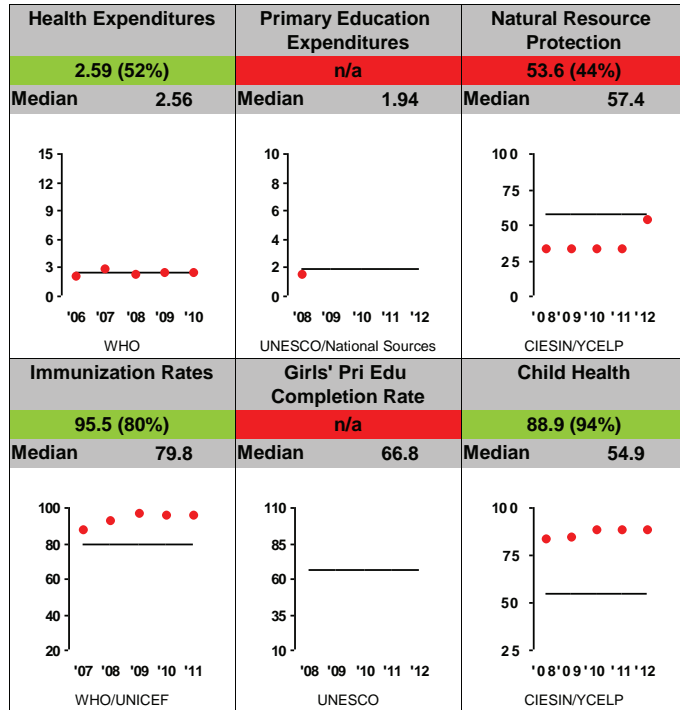 Health Expenditures
2.59 (52%)
Median 2.56
15
12
9
6
3
0
'06 '07 '08 '09 '10
WHO
Primary Education
Expenditures
n/a
Median 1.94
10
8
6
4
2
0
'08 '09 '10 '11 '12
UNESCO/National Sources
Natural Resource
Protection
53.6 (44%)
Median 57.4
100
75
50
25
0
'08'09 '10 '11 '12
CIESIN/YCELP
Immunization Rates
95.5 (80%)
Median 79.8
100
80
60
40
20
'07 '08 '09 '10 '11
WHO/UNICEF
Girls' Pri Edu
Completion Rate
n/a
Median 66.8
110
85
60
35
10
'08 '09 '10 '11 '12
UNESCO
Child Health
88.9 (94%)
Median 54.9
100
75
50
25
'08'09 '10 '11 '12
CIESIN/YCELP